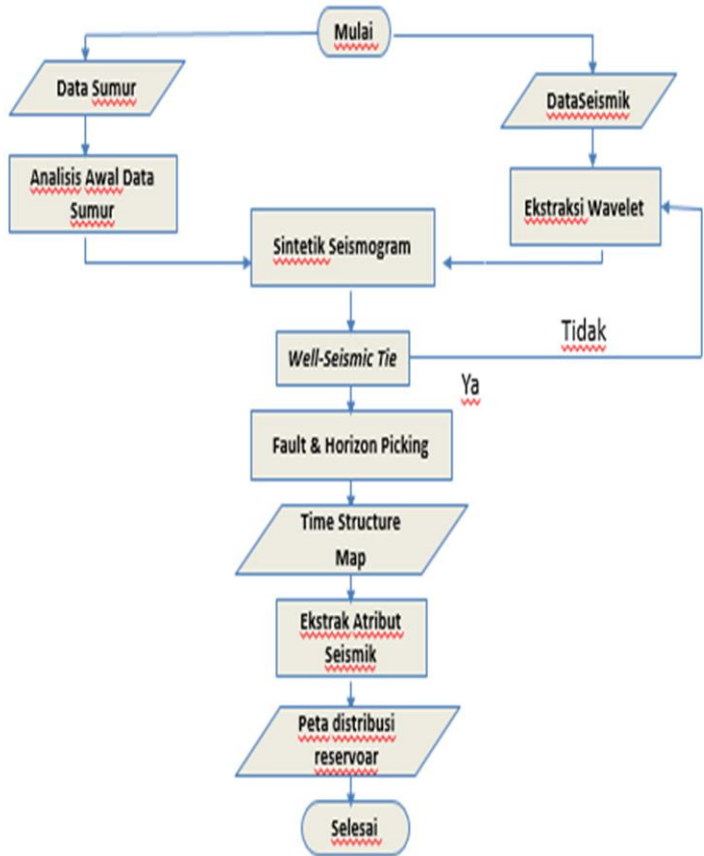 Mulai
Data Sumur
DataSeismik
Analisis Awal Data
Sumur
Ekstraksi Wavelet
Sintetik Seismogram
Tidak
Well-Seismic Tie
Ya
Fault & Horizon Picking
Time Structure
Map
Ekstrak Atribut
Seismik
Peta distribusi
reservoar
Selesai